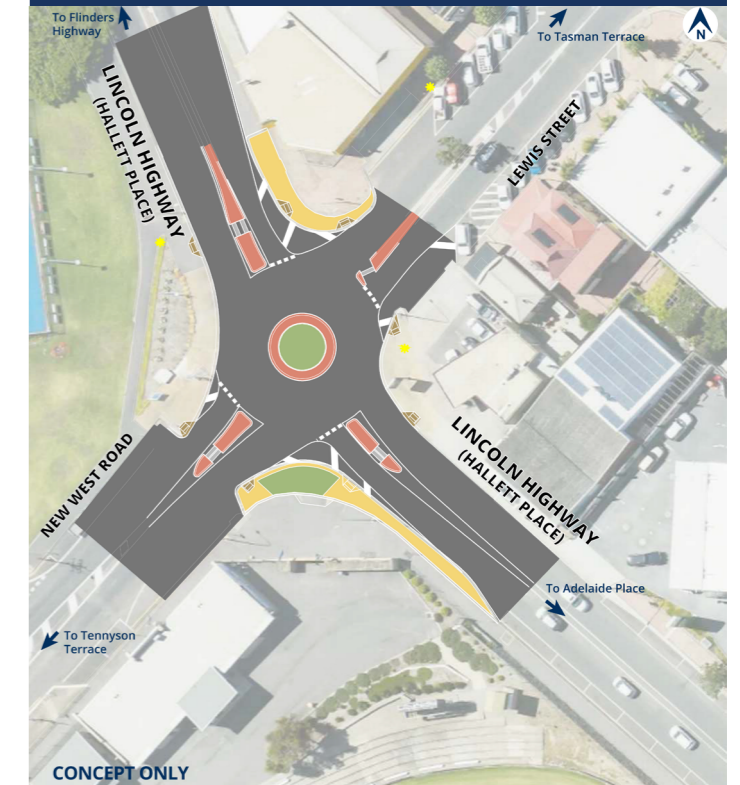 To Flinders
Highway
To Tasman Terrace
N
LINCOLN HIGHWAY
(HALLETT PLACE)
LEWIS STREET
NEW WEST ROAD
LINCOLN HIGHWAY
(HALLETT PLACE)
To Adelaide Place
To Tennyson
Terrace
CONCEPT ONLY